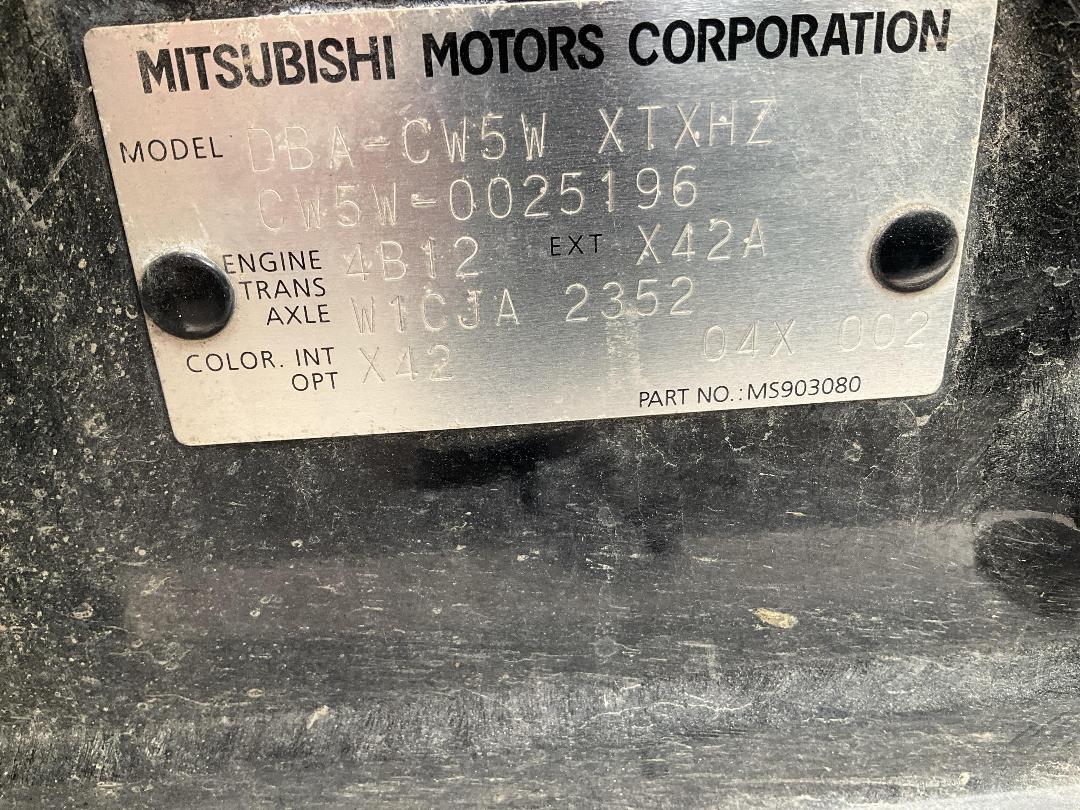 MITSUBISHI MOTORS CORPORATION
MODEL DBA-CW5W XTXHZ
CW5W-0025196
ENGINE 4B12 EXT X42A
TRANS
AXLE W1CJA 2352
COLOR. INT X42 04X 002
OPT
PART NO.:MS903080